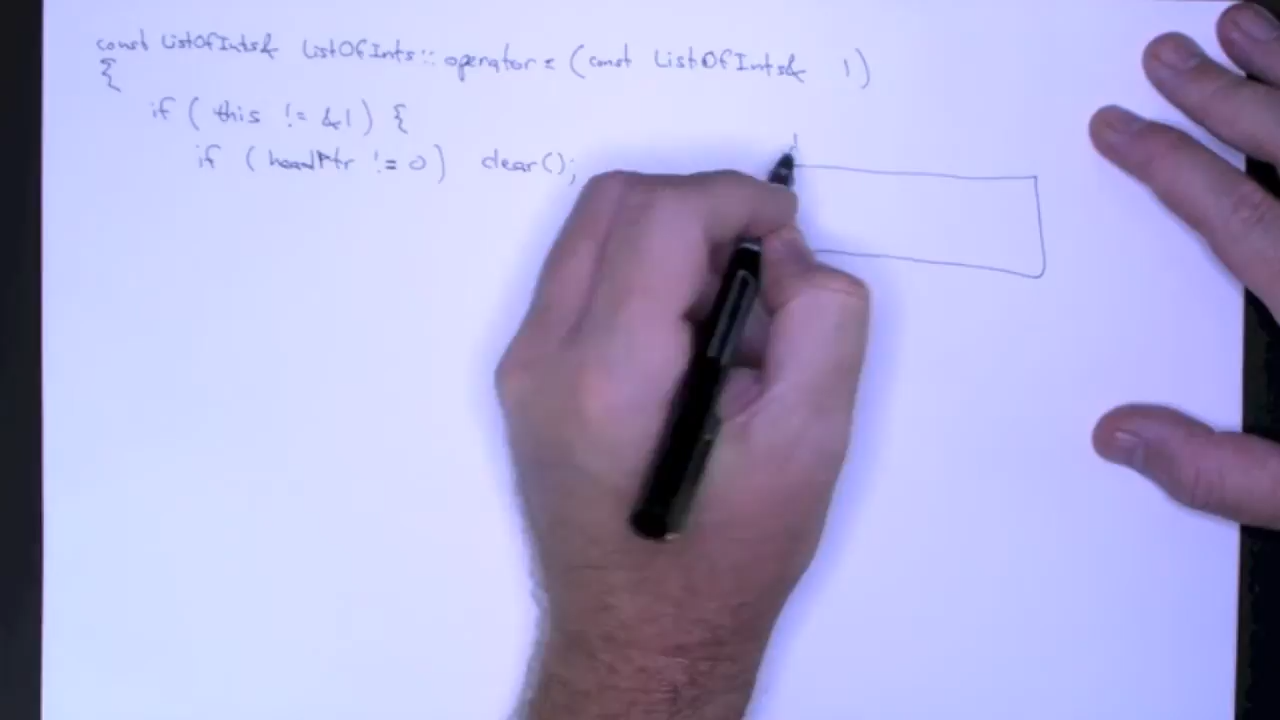 const ListOfInts& ListOfInts::operator= (const ListOfInts& l)
{
if ( this != &l ) {
if ( headPtr != 0 ) clear();